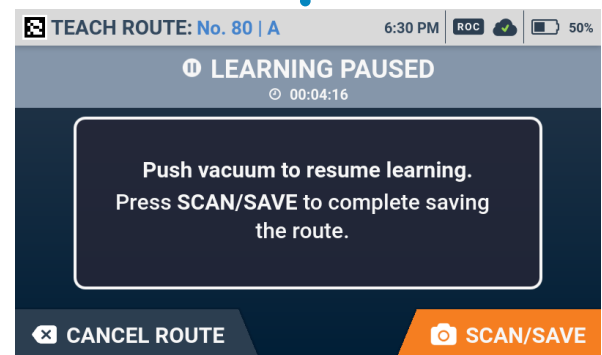 TEACH ROUTE: No. 80 | A 6:30 PM ROC 50%
LEARNING PAUSED
00:04:16
Push vacuum to resume learning.
Press SCAN/SAVE to complete saving
the route.
CANCEL ROUTE SCAN/SAVE